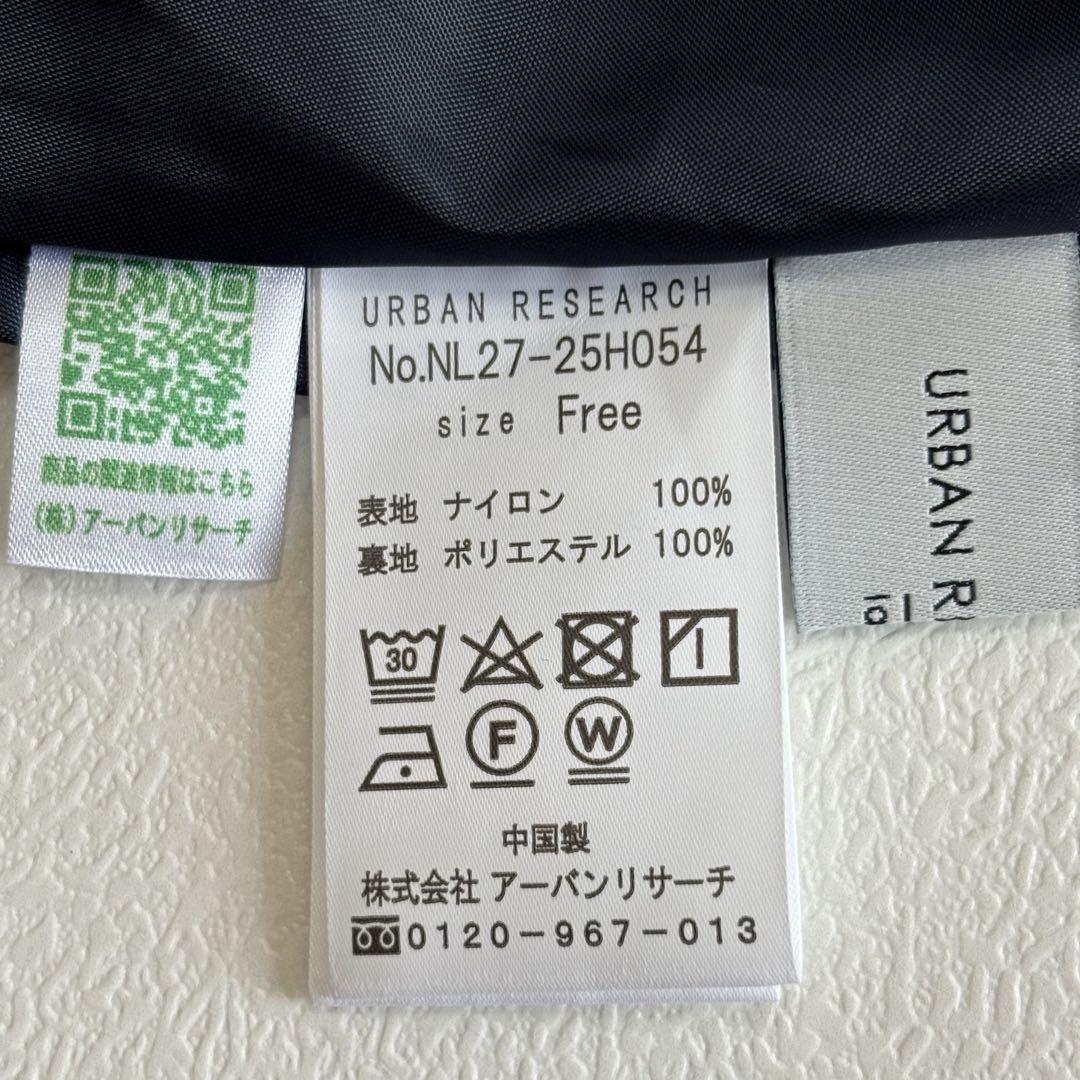 商品の関連情報はこちら
(株)アーバンリサーチ
URBAN RESEARCH
No.NL27-25H054
size Free
表地 ナイロン 100%
裏地 ポリエステル 100%
30
F
W
中国製
株式会社 アーバンリサーチ
0120-967-013
URBAN R